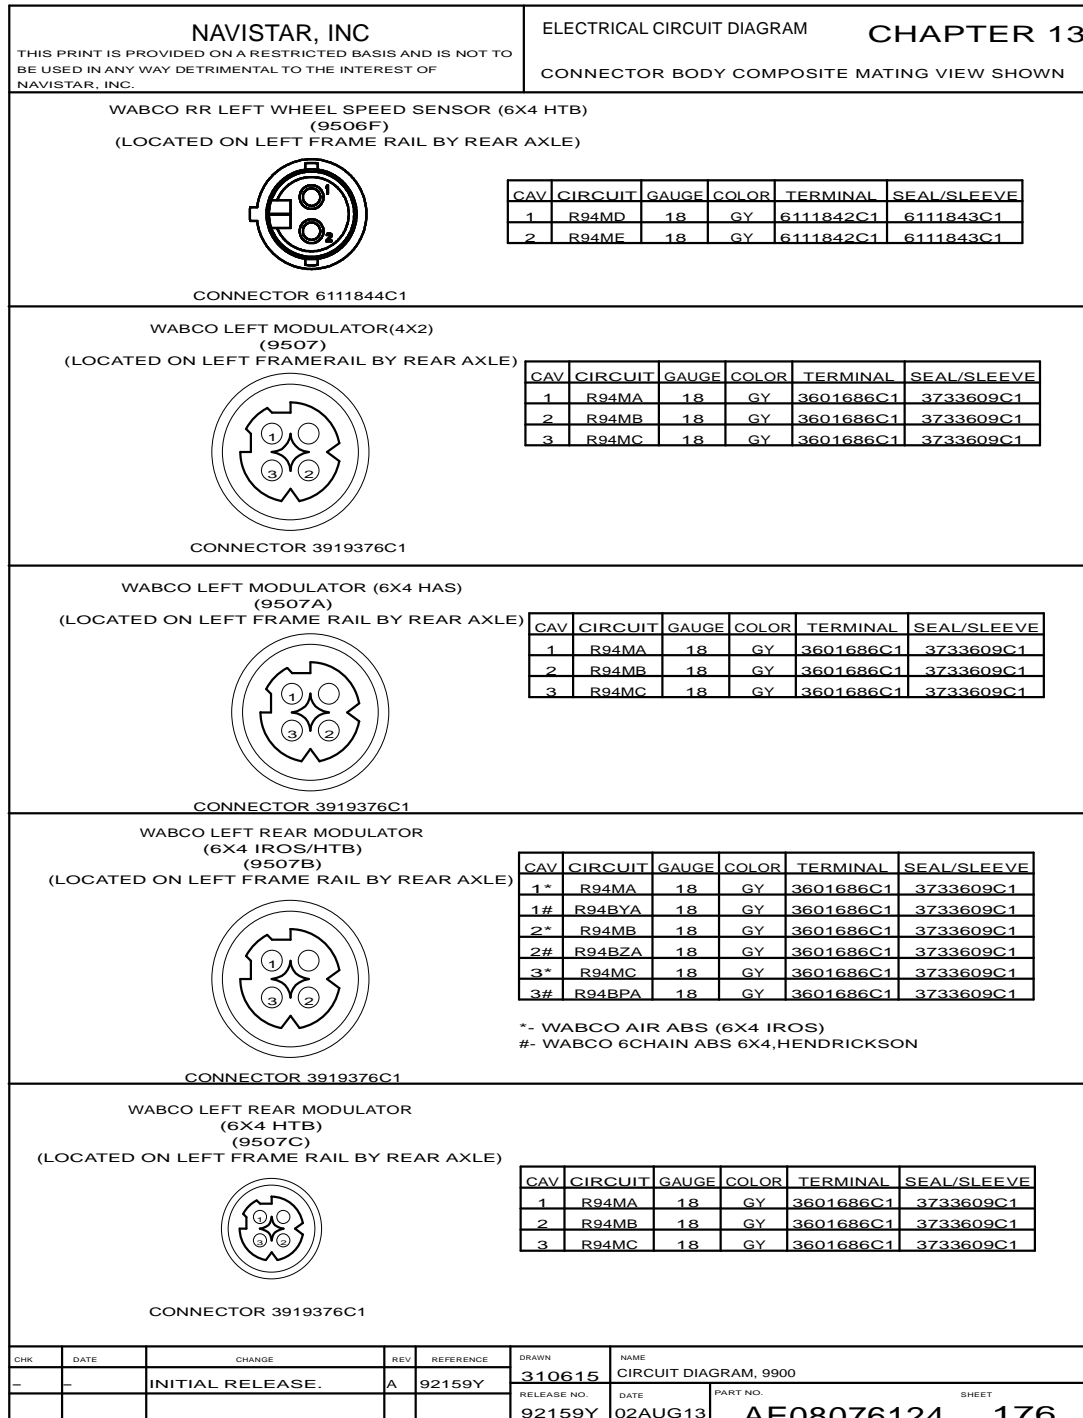 NAVISTAR, INC
THIS PRINT IS PROVIDED ON A RESTRICTED BASIS AND IS NOT TO
BE USED IN ANY WAY DETRIMENTAL TO THE INTEREST OF
NAVISTAR, INC.
ELECTRICAL CIRCUIT DIAGRAM CHAPTER 13
CONNECTOR BODY COMPOSITE MATING VIEW SHOWN
WABCO RR LEFT WHEEL SPEED SENSOR (6X4 HTB)
(9506F)
(LOCATED ON LEFT FRAME RAIL BY REAR AXLE)
1
2
CONNECTOR 6111844C1
CAV CIRCUIT GAUGE COLOR TERMINAL SEAL/SLEEVE
1 R94MD 18 GY 6111842C1 6111843C1
2 R94ME 18 GY 6111842C1 6111843C1
WABCO LEFT MODULATOR(4X2)
(9507)
(LOCATED ON LEFT FRAMERAIL BY REAR AXLE)
1
3 2
CONNECTOR 3919376C1
CAV CIRCUIT GAUGE COLOR TERMINAL SEAL/SLEEVE
1 R94MA 18 GY 3601686C1 3733609C1
2 R94MB 18 GY 3601686C1 3733609C1
3 R94MC 18 GY 3601686C1 3733609C1
WABCO LEFT MODULATOR (6X4 HAS)
(9507A)
(LOCATED ON LEFT FRAME RAIL BY REAR AXLE)
1
3 2
CONNECTOR 3919376C1
CAV CIRCUIT GAUGE COLOR TERMINAL SEAL/SLEEVE
1 R94MA 18 GY 3601686C1 3733609C1
2 R94MB 18 GY 3601686C1 3733609C1
3 R94MC 18 GY 3601686C1 3733609C1
WABCO LEFT REAR MODULATOR
(6X4 IROS/HTB)
(9507B)
(LOCATED ON LEFT FRAME RAIL BY REAR AXLE)
1
3 2
CONNECTOR 3919376C1
CAV CIRCUIT GAUGE COLOR TERMINAL SEAL/SLEEVE
1* R94MA 18 GY 3601686C1 3733609C1
1# R94BYA 18 GY 3601686C1 3733609C1
2* R94MB 18 GY 3601686C1 3733609C1
2# R94BZA 18 GY 3601686C1 3733609C1
3* R94MC 18 GY 3601686C1 3733609C1
3# R94BPA 18 GY 3601686C1 3733609C1
*- WABCO AIR ABS (6X4 IROS)
#- WABCO 6CHAIN ABS 6X4,HENDRICKSON
WABCO LEFT REAR MODULATOR
(6X4 HTB)
(9507C)
(LOCATED ON LEFT FRAME RAIL BY REAR AXLE)
1
3 2
CONNECTOR 3919376C1
CAV CIRCUIT GAUGE COLOR TERMINAL SEAL/SLEEVE
1 R94MA 18 GY 3601686C1 3733609C1
2 R94MB 18 GY 3601686C1 3733609C1
3 R94MC 18 GY 3601686C1 3733609C1
CHK DATE CHANGE REV REFERENCE
– – INITIAL RELEASE. A 92159Y
DRAWN
310615
NAME
CIRCUIT DIAGRAM, 9900
RELEASE NO.
92159Y
DATE
02AUG13
PART NO.
AE08076124
SHEET
176